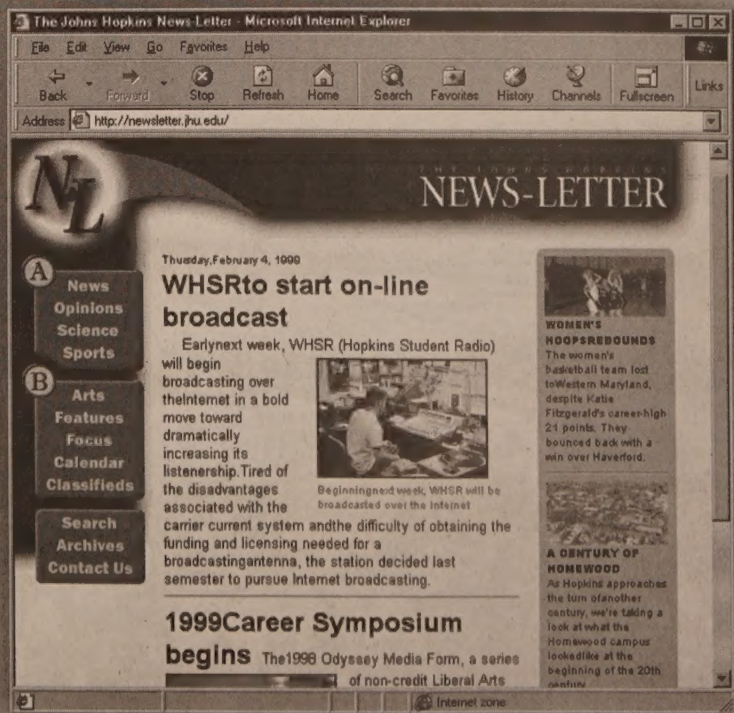 The Johns Hopkins News-Letter - Microsoft Internet Explorer
File Edit View Go Favorites Help
Back Forward Stop Refresh Home Search Favorites History Channels Fullscreen Links
Address http://newsletter.jhu.edu/
NL
THE JOHNS HOPKINS
NEWS-LETTER
A
News
Opinions
Science
Sports
B
Arts
Features
Focus
Calendar
Classifieds
Search
Archives
Contact Us
Thursday,February 4, 1999
WHSRto start on-line
broadcast
Earlynext week, WHSR (Hopkins Student Radio)
will begin
broadcasting over
theInternet in a bold
move toward
dramatically
increasing its
listenership.Tired of
the disadvantages
associated with the
carrier current system andthe difficulty of obtaining the
funding and licensing needed for a
broadcastingantenna, the station decided last
semester to pursue Internet broadcasting.
Beginningnext week, WHSR will be
broadcasted over the Internet
1999Career Symposium
begins The1998 Odyssey Media Form, a series
of non-credit Liberal Arts
WOMEN'S
HOOPSREBOUNDS
The women's
basketball team lost
toWestern Maryland,
despite Katie
Fitzgerald's career-high
21 points. They
bounced back with a
win over Haverford.
A CENTURY OF
HOMEWOOD
As Hopkins approaches
the turn ofanother
century, we're taking a
look at what the
Homewood campus
lookedlike at the
beginning of the 20th
century
Internet zone